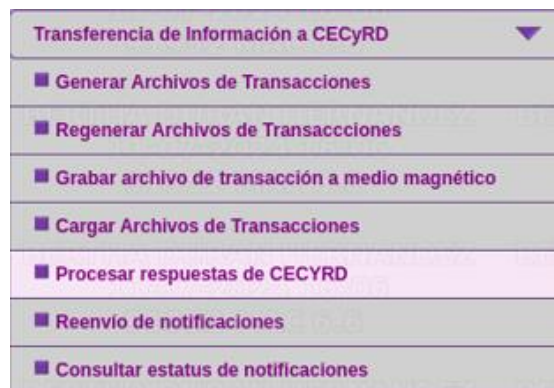 Transferencia de Información a CECyRD
Generar Archivos de Transacciones
Regenerar Archivos de Transaccciones
Grabar archivo de transacción a medio magnético
Cargar Archivos de Transacciones
Procesar respuestas de CECYRD
Reenvío de notificaciones
Consultar estatus de notificaciones